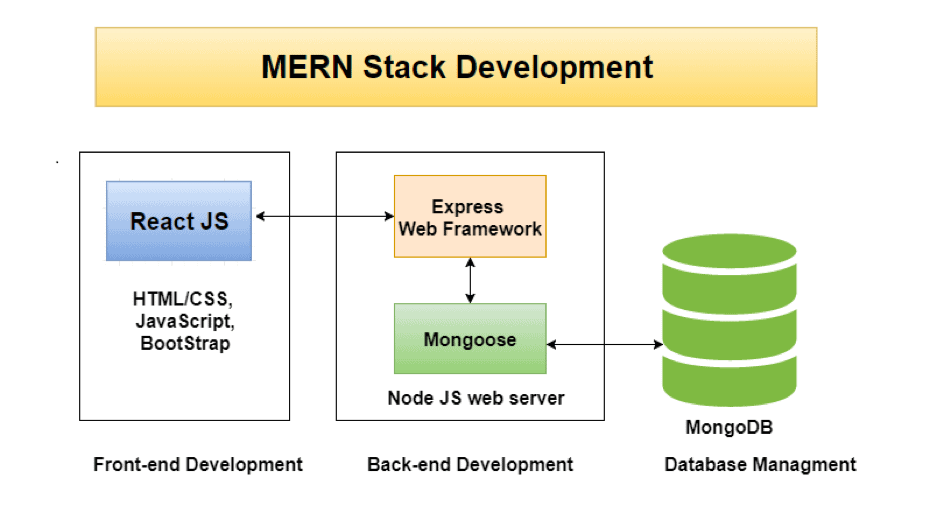 MERN Stack Development
React JS
HTML/CSS,
JavaScript,
BootStrap
Front-end Development
Express
Web Framework
Mongoose
Node JS web server
Back-end Development
MongoDB
Database Managment